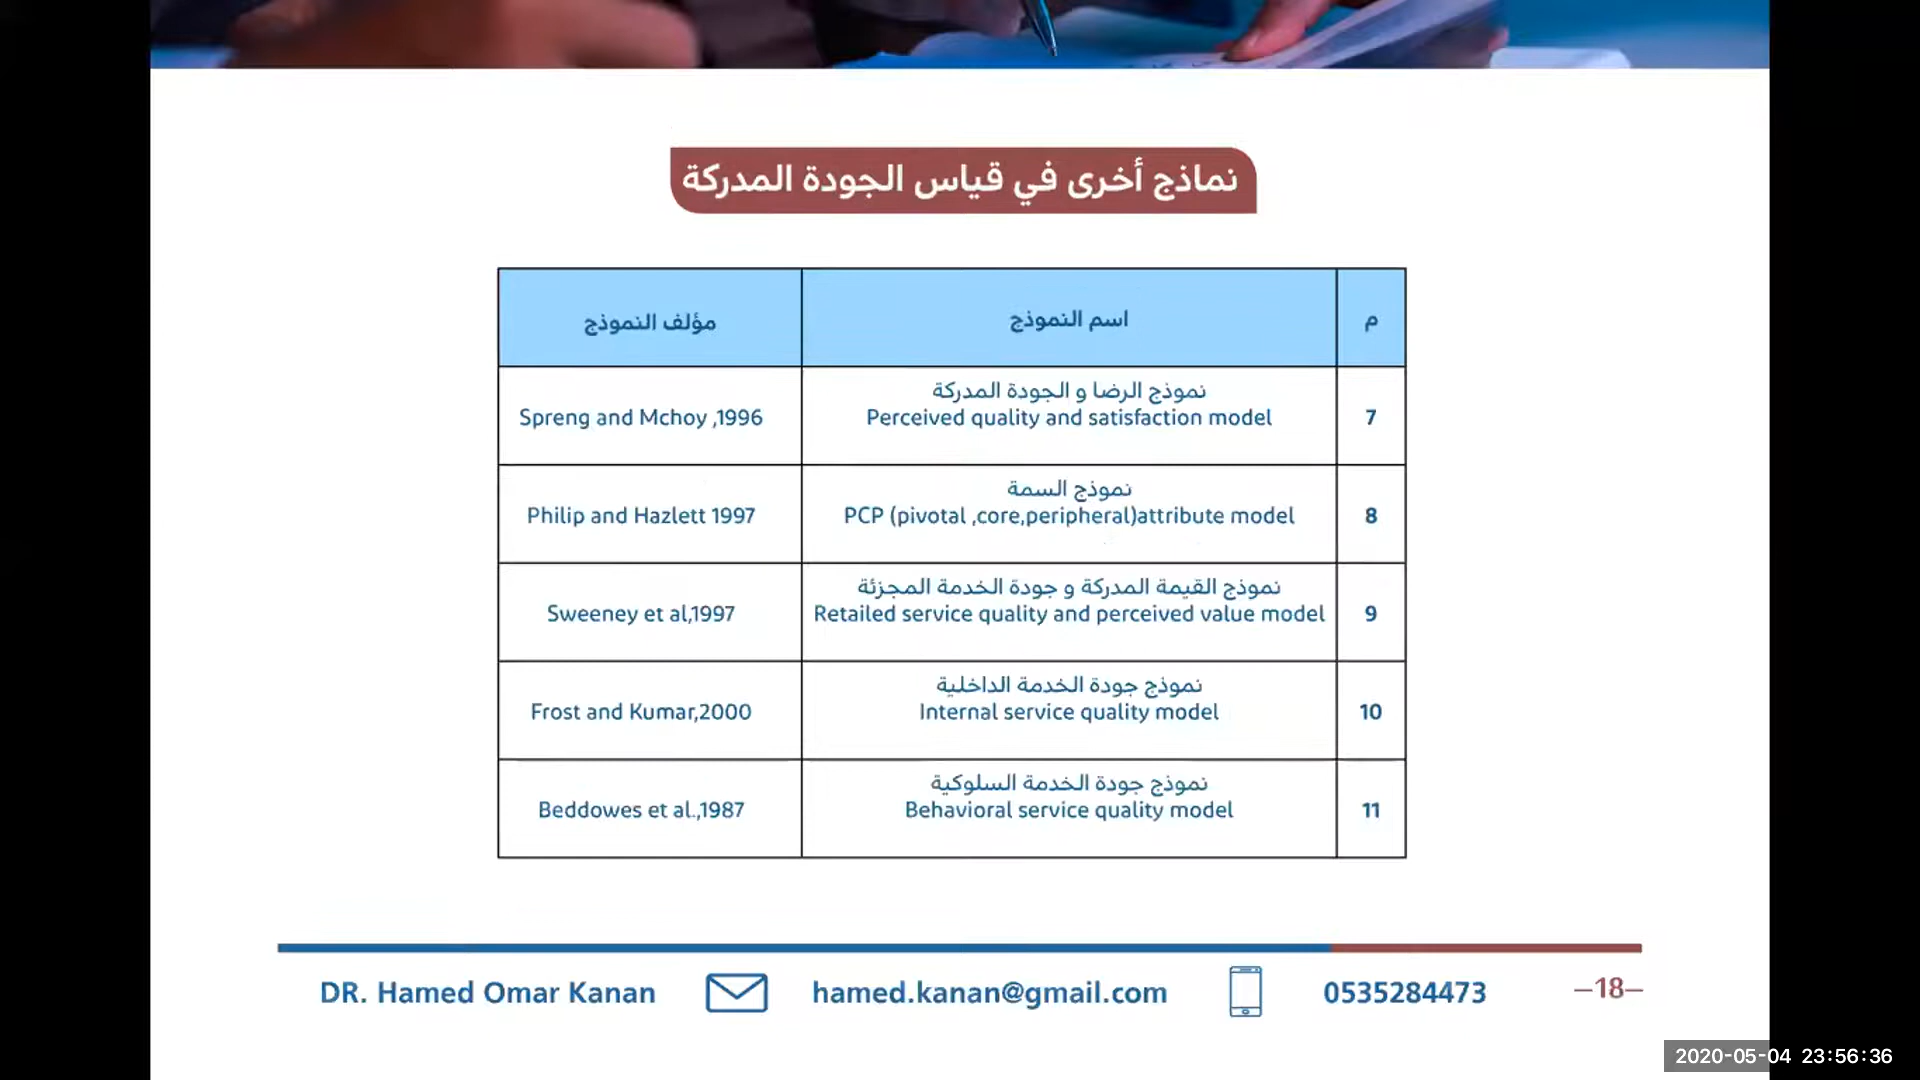 نماذج أخرى في قياس الجودة المدركة
م
اسم النموذج
مؤلف النموذج
7
نموذج الرضا و الجودة المدركة
Perceived quality and satisfaction model
Spreng and Mchoy ,1996
8
نموذج السمة
PCP (pivotal ,core,peripheral)attribute model
Philip and Hazlett 1997
9
نموذج القيمة المدركة و جودة الخدمة المجزئة
Retailed service quality and perceived value model
Sweeney et al,1997
10
نموذج جودة الخدمة الداخلية
Internal service quality model
Frost and Kumar,2000
11
نموذج جودة الخدمة السلوكية
Behavioral service quality model
Beddowes et al.,1987
DR. Hamed Omar Kanan
hamed.kanan@gmail.com
0535284473
–18–
2020-05-04 23:56:36